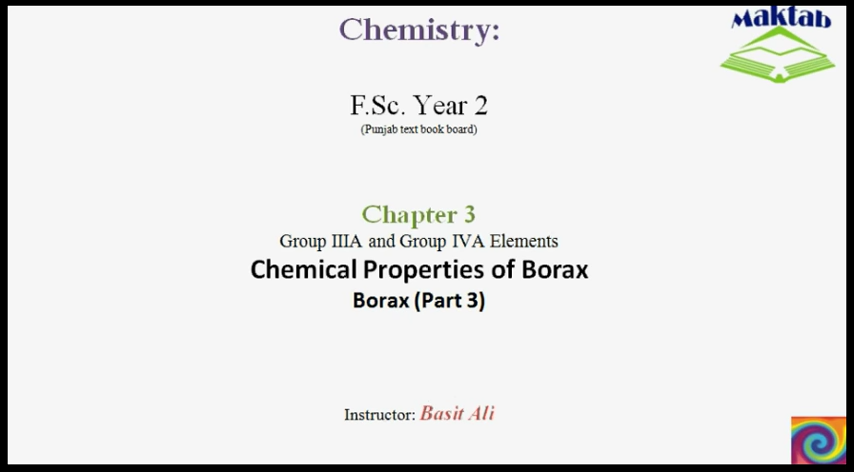 Maktab
Chemistry:
F.Sc. Year 2
(Punjab text book board)
Chapter 3
Group IIIA and Group IVA Elements
Chemical Properties of Borax
Borax (Part 3)
Instructor: Basit Ali